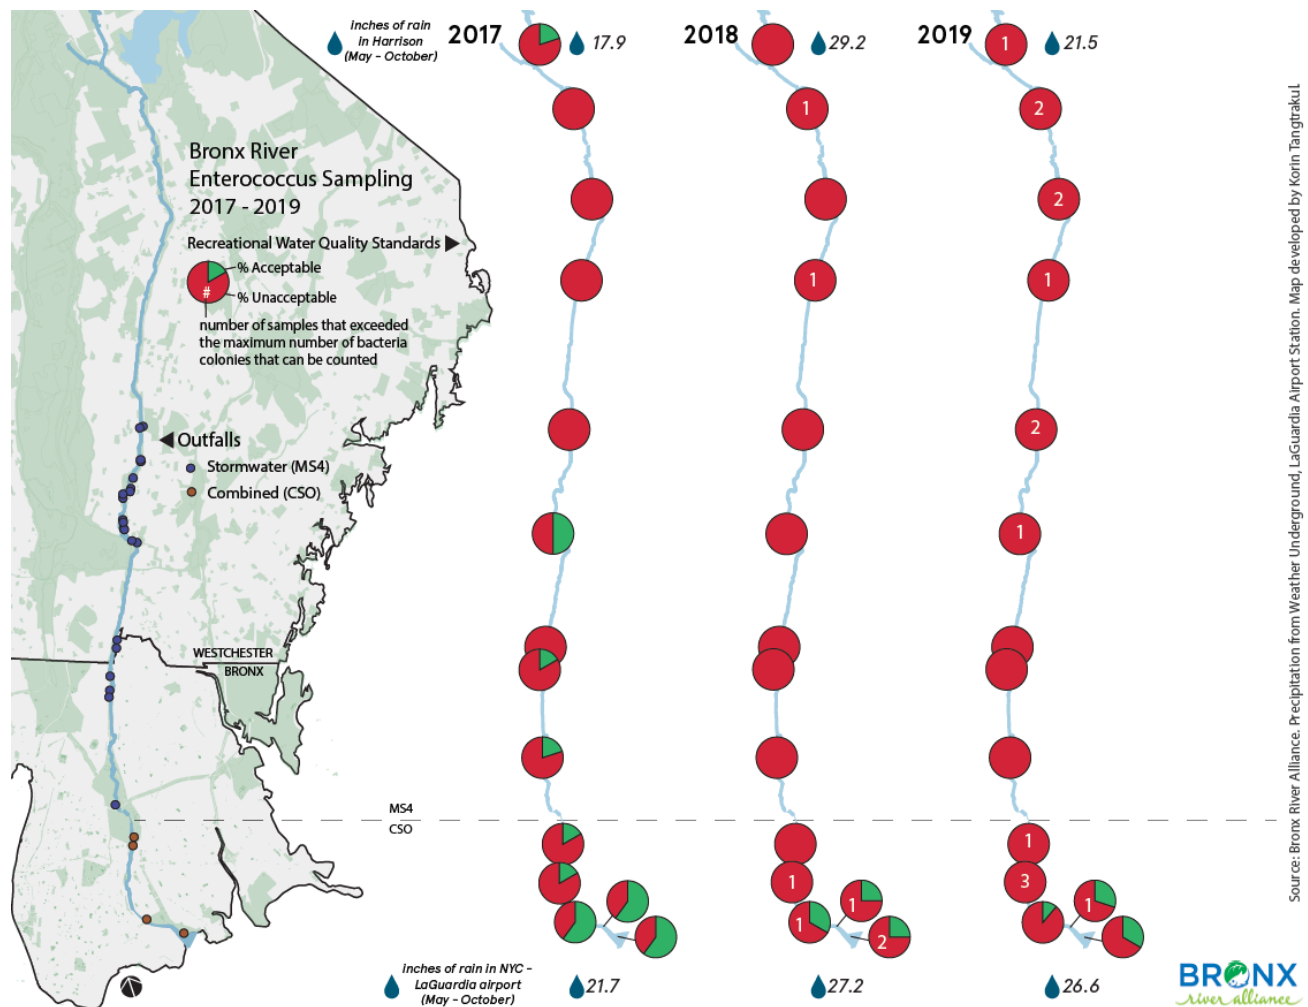 inches of rain
in Harrison
(May - October)
2017
17.9
2018
29.2
2019
1
21.5
1
2
2
1
1
2
1
Bronx River
Enterococcus Sampling
2017 - 2019
Recreational Water Quality Standards
% Acceptable
#
% Unacceptable
number of samples that exceeded
the maximum number of bacteria
colonies that can be counted
Outfalls
Stormwater (MS4)
Combined (CSO)
WESTCHESTER
BRONX
MS4
CSO
1
1
3
1
1
2
1
inches of rain in NYC -
LaGuardia airport
(May - October)
21.7
27.2
26.6
Source: Bronx River Alliance. Precipitation from Weather Underground, LaGuardia Airport Station. Map developed by Korin Tangtrakul.
BRONX
river alliance